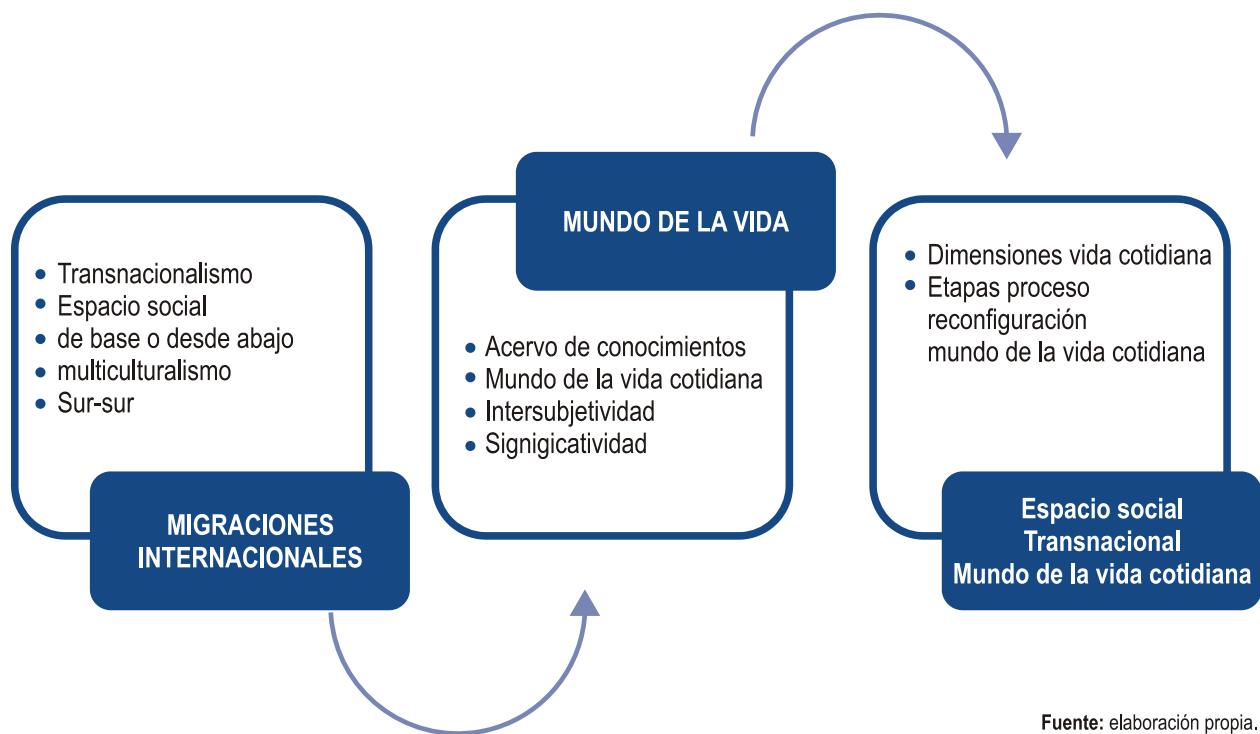 • Transnacionalismo
• Espacio social
• de base o desde abajo
• multiculturalismo
• Sur-sur
MIGRACIONES
INTERNACIONALES
MUNDO DE LA VIDA
• Acervo de conocimientos
• Mundo de la vida cotidiana
• Intersubjetividad
• Signigicatividad
• Dimensiones vida cotidiana
• Etapas proceso
reconfiguración
mundo de la vida cotidiana
Espacio social
Transnacional
Mundo de la vida cotidiana
Fuente: elaboración propia.